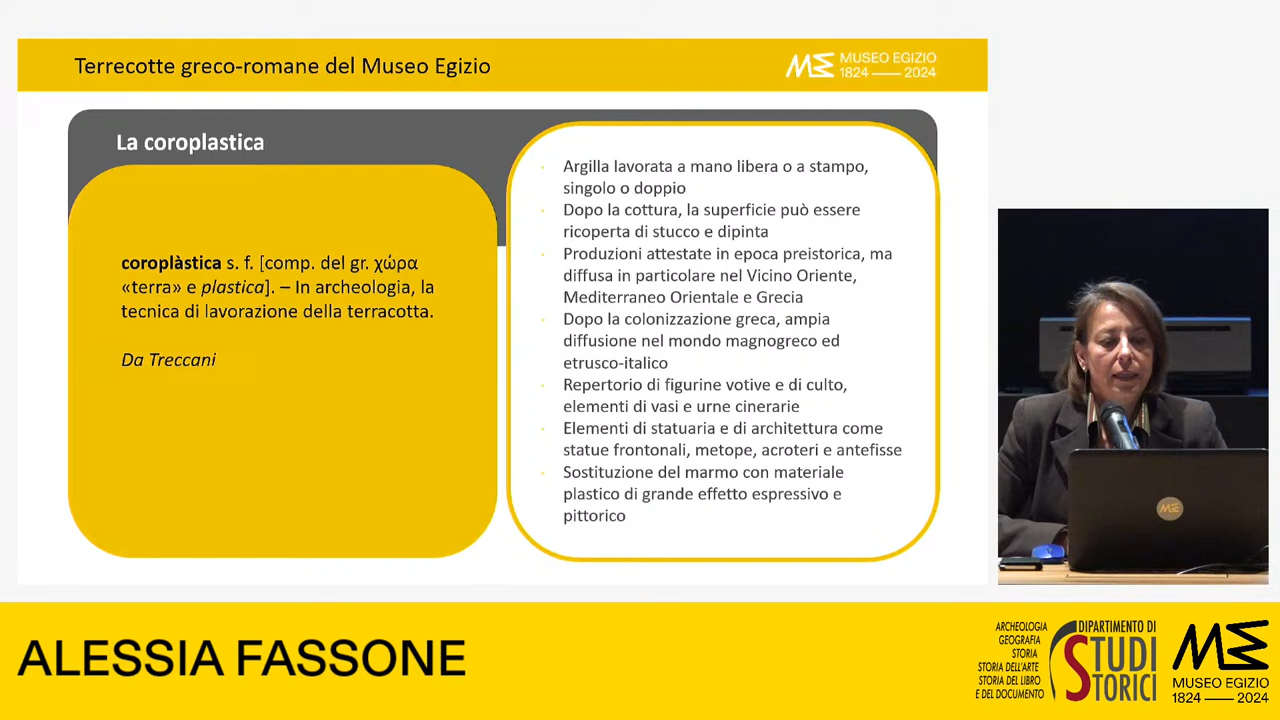 Terrecotte greco-romane del Museo Egizio
MUSEO EGIZIO
1824 — 2024
La coroplastica
coroplàstica s. f. [comp. del gr. χώρα
«terra» e plastica]. – In archeologia, la
tecnica di lavorazione della terracotta.
Da Treccani
Argilla lavorata a mano libera o a stampo,
singolo o doppio
Dopo la cottura, la superficie può essere
ricoperta di stucco e dipinta
Produzioni attestate in epoca preistorica, ma
diffusa in particolare nel Vicino Oriente,
Mediterraneo Orientale e Grecia
Dopo la colonizzazione greca, ampia
diffusione nel mondo magnogreco ed
etrusco-italico
Repertorio di figurine votive e di culto,
elementi di vasi e urne cinerarie
Elementi di statuaria e di architettura come
statue frontonali, metope, acroteri e antefisse
Sostituzione del marmo con materiale
plastico di grande effetto espressivo e
pittorico
ME
ALESSIA FASSONE
ARCHEOLOGIA
GEOGRAFIA
STORIA
STORIA DELL'ARTE
STORIA DEL LIBRO
E DEL DOCUMENTO
DIPARTIMENTO DI
STUDI
STORICI
ME
MUSEO EGIZIO
1824 — 2024